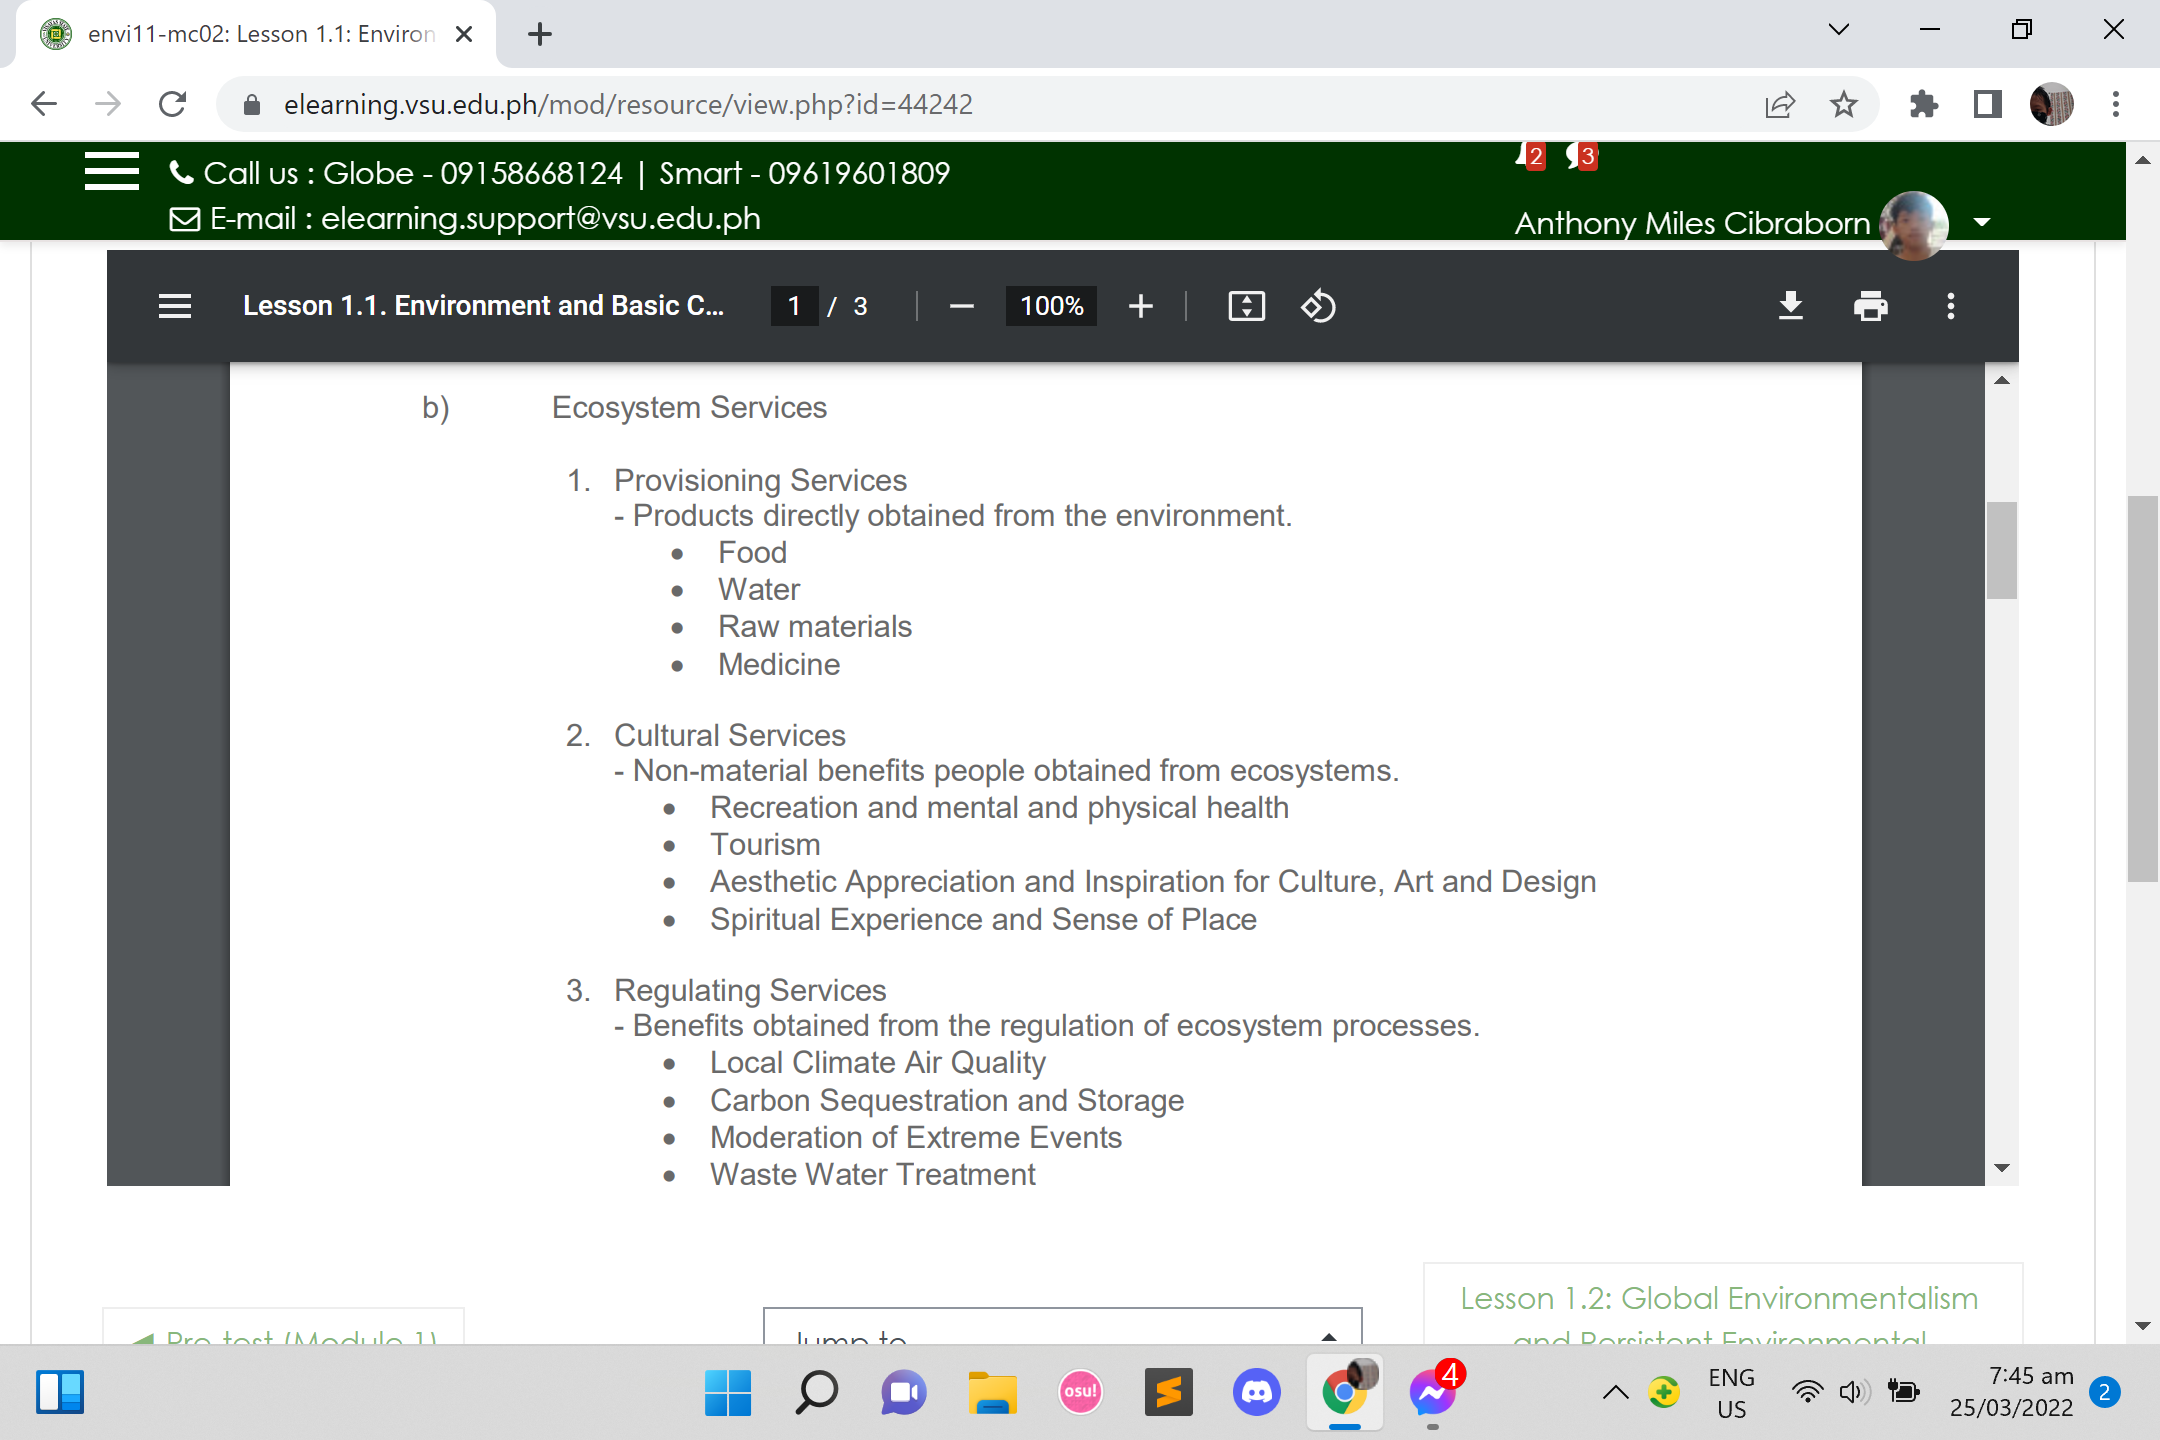 envi11-mc02: Lesson 1.1: Environ
elearning.vsu.edu.ph/mod/resource/view.php?id=44242
Call us : Globe - 09158668124 | Smart - 09619601809
2 3
E-mail : elearning.support@vsu.edu.ph
Anthony Miles Cibraborn
Lesson 1.1. Environment and Basic C...
1 / 3
100%
b) Ecosystem Services
1. Provisioning Services
- Products directly obtained from the environment.
• Food
• Water
• Raw materials
• Medicine
2. Cultural Services
- Non-material benefits people obtained from ecosystems.
• Recreation and mental and physical health
• Tourism
• Aesthetic Appreciation and Inspiration for Culture, Art and Design
• Spiritual Experience and Sense of Place
3. Regulating Services
- Benefits obtained from the regulation of ecosystem processes.
• Local Climate Air Quality
• Carbon Sequestration and Storage
• Moderation of Extreme Events
• Waste Water Treatment
Lesson 1.2: Global Environmentalism
and Persistent Environmental
◄ Pre-test (Module 1)
Jump to...
osu!
4
ENG
US
7:45 am
25/03/2022
2